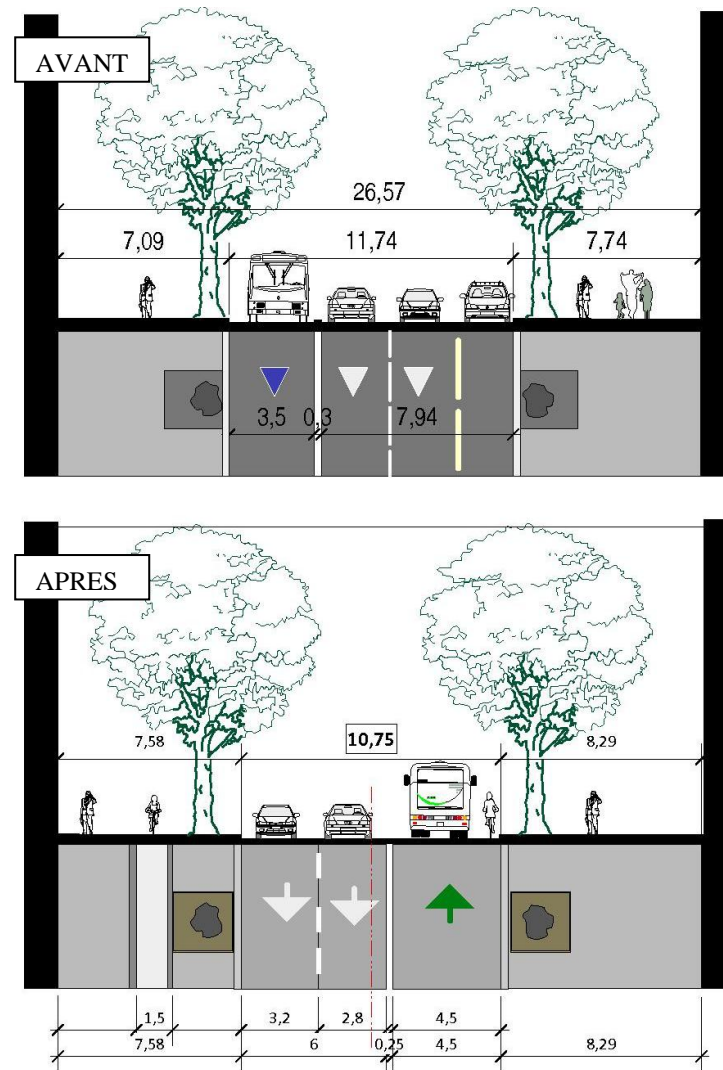 AVANT
26,57
7,09 11,74 7,74
3,5 0,3 7,94
APRES
7,58 10,75 8,29
1,5 3,2 2,8 4,5
7,58 6 0,25 4,5 8,29